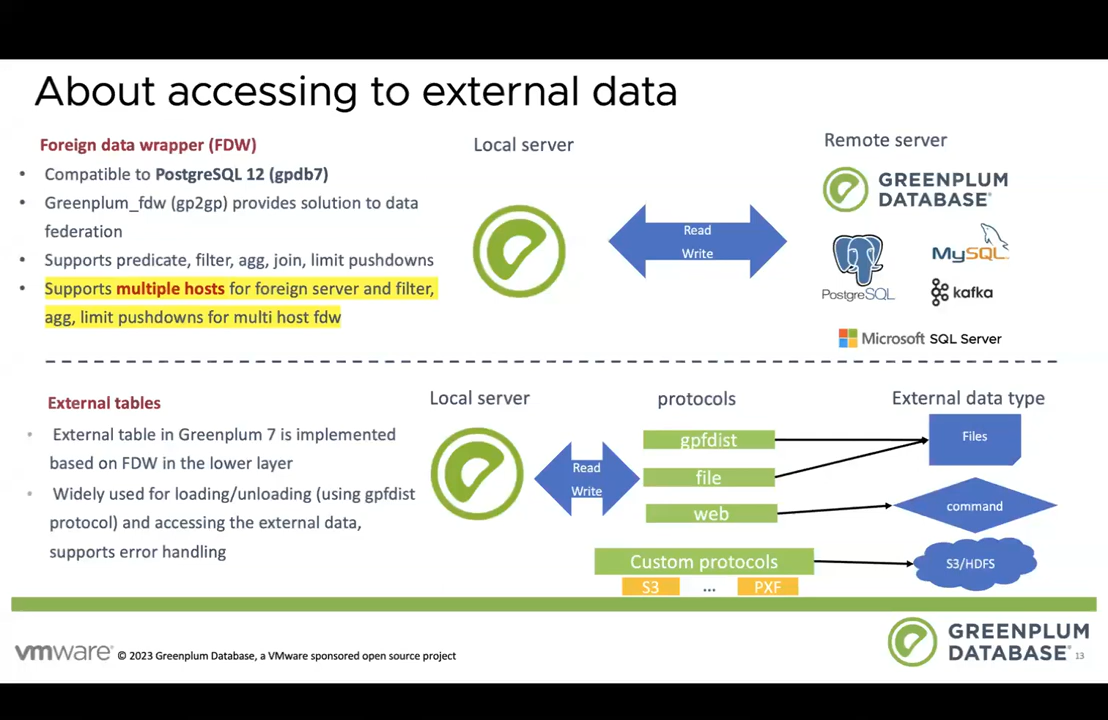 About accessing to external data
Foreign data wrapper (FDW)
• Compatible to PostgreSQL 12 (gpdb7)
• Greenplum_fdw (gp2gp) provides solution to data
federation
• Supports predicate, filter, agg, join, limit pushdowns
• Supports multiple hosts for foreign server and filter,
agg, limit pushdowns for multi host fdw
Local server
Read
Write
Remote server
GREENPLUM
DATABASE®
PostgreSQL
MySQL
kafka
Microsoft SQL Server
External tables
• External table in Greenplum 7 is implemented
based on FDW in the lower layer
• Widely used for loading/unloading (using gpfdist
protocol) and accessing the external data,
supports error handling
Local server
Read
Write
protocols
gpfdist
file
web
Custom protocols
S3 ... PXF
External data type
Files
command
S3/HDFS
vmware® © 2023 Greenplum Database, a VMware sponsored open source project
GREENPLUM
DATABASE® 13